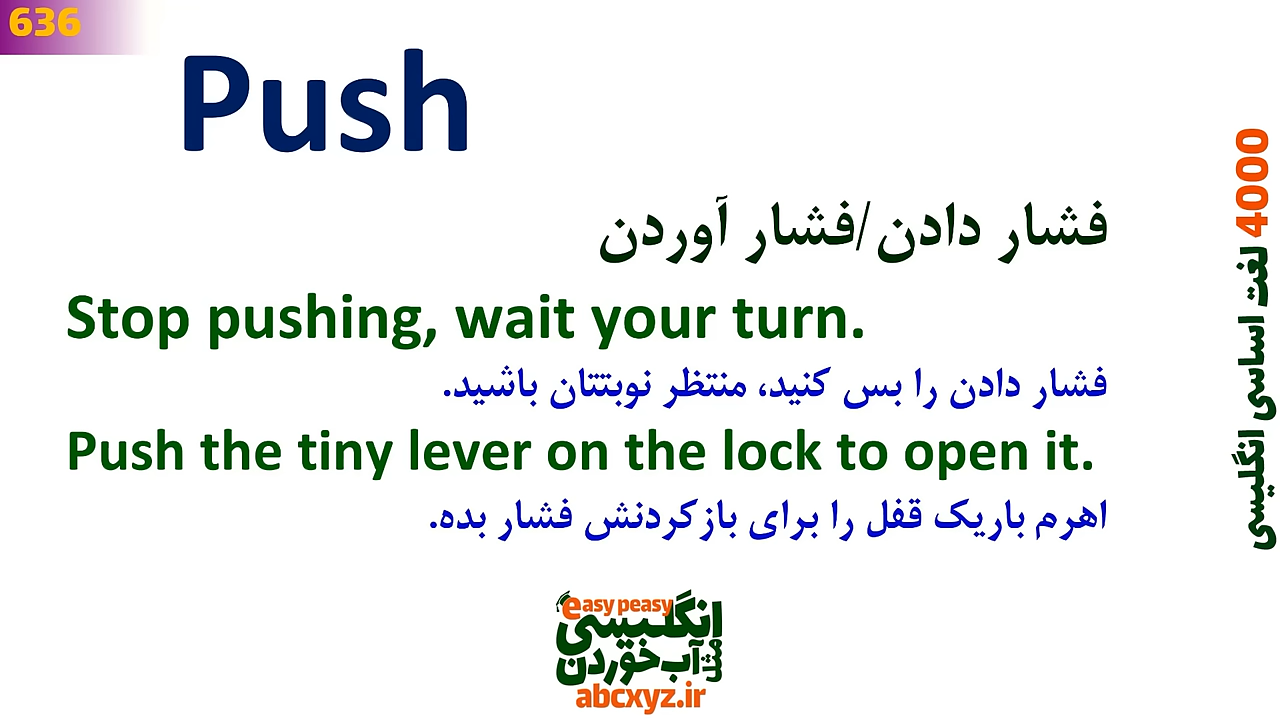 636
Push
فشار دادن/فشار آوردن
Stop pushing, wait your turn.
فشار دادن را بس کنید، منتظر نوبتتان باشید.
Push the tiny lever on the lock to open it.
اهرم باریک قفل را برای بازکردنش فشار بده.
4000 لغت اساسی انگلیسی
easy peasy
انگلیسی
مثل آب خوردن
abcxyz.ir